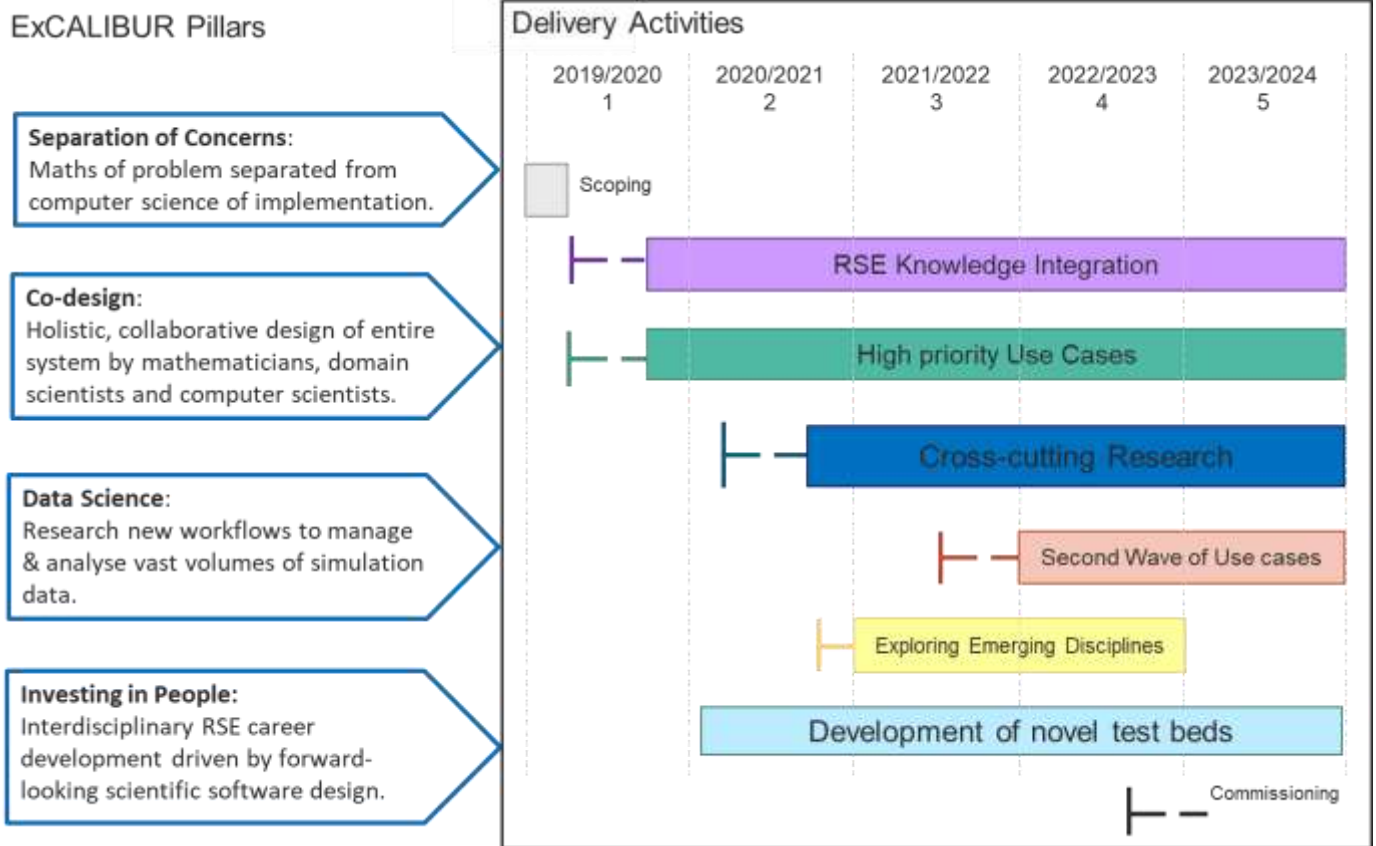 ExCALIBUR Pillars
Separation of Concerns:
Maths of problem separated from
computer science of implementation.
Co-design:
Holistic, collaborative design of entire
system by mathematicians, domain
scientists and computer scientists.
Data Science:
Research new workflows to manage
& analyse vast volumes of simulation
data.
Investing in People:
Interdisciplinary RSE career
development driven by forward-
looking scientific software design.
Delivery Activities
2019/2020 2020/2021 2021/2022 2022/2023 2023/2024
1 2 3 4 5
Scoping
RSE Knowledge Integration
High priority Use Cases
Cross-cutting Research
Second Wave of Use cases
Exploring Emerging Disciplines
Development of novel test beds
Commissioning